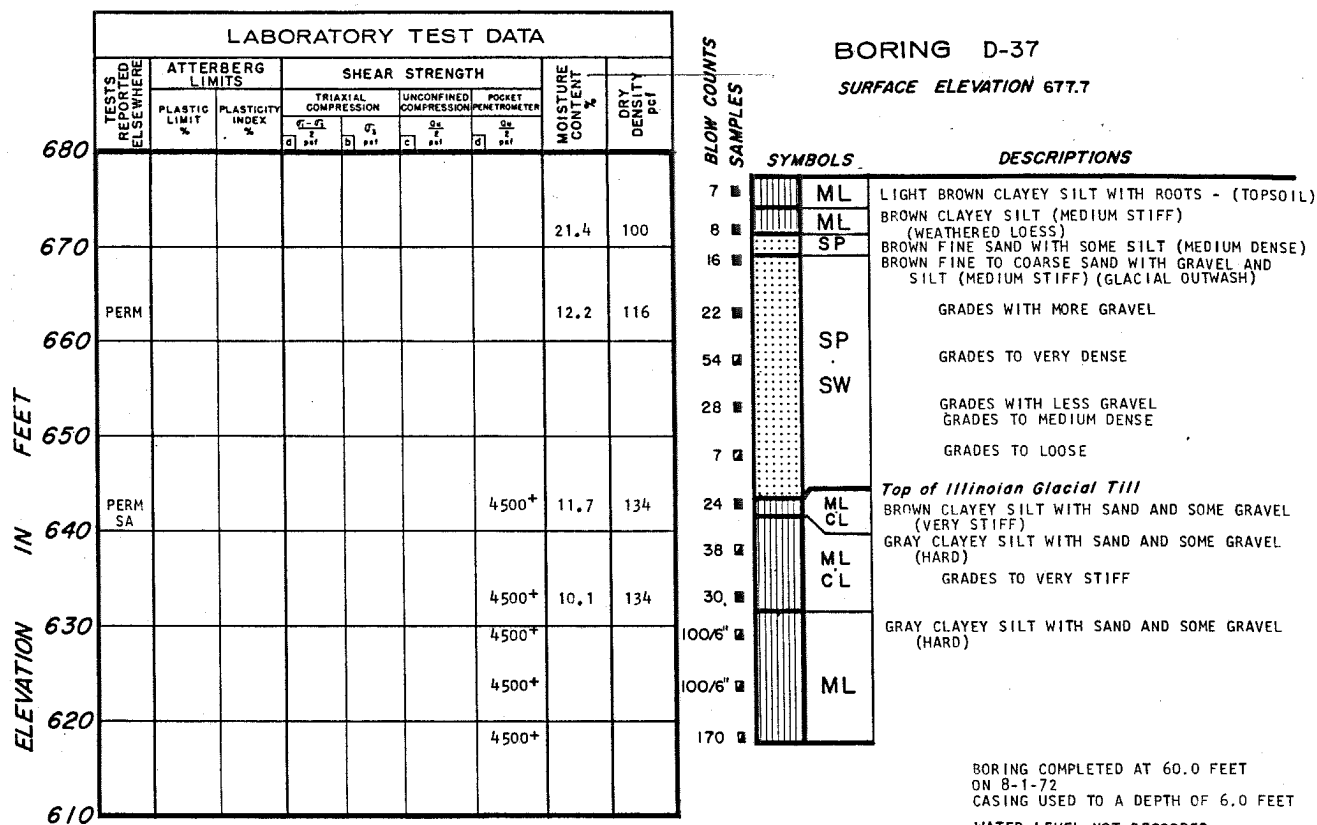 LABORATORY TEST DATA
TESTS REPORTED ELSEWHERE
ATTERBERG LIMITS
PLASTIC LIMIT %
PLASTICITY INDEX %
SHEAR STRENGTH
TRIAXIAL COMPRESSION
UNCONFINED COMPRESSION
POCKET PENETROMETER
a psf
b psf
c psf
d psf
MOISTURE CONTENT %
DRY DENSITY pcf
ELEVATION IN FEET
680
670
660
650
640
630
620
610
21.4 100
PERM 12.2 116
PERM 4500+ 11.7 134
SA
4500+ 10.1 134
4500+
4500+
4500+
BORING D-37
SURFACE ELEVATION 677.7
BLOW COUNTS
SAMPLES
SYMBOLS DESCRIPTIONS
7 ML LIGHT BROWN CLAYEY SILT WITH ROOTS - (TOPSOIL)
8 ML BROWN CLAYEY SILT (MEDIUM STIFF)
(WEATHERED LOESS)
SP BROWN FINE SAND WITH SOME SILT (MEDIUM DENSE)
16 BROWN FINE TO COARSE SAND WITH GRAVEL AND
SILT (MEDIUM STIFF) (GLACIAL OUTWASH)
22 GRADES WITH MORE GRAVEL
SP
54 GRADES TO VERY DENSE
SW
28 GRADES WITH LESS GRAVEL
GRADES TO MEDIUM DENSE
7 GRADES TO LOOSE
Top of Illinoian Glacial Till
24 ML BROWN CLAYEY SILT WITH SAND AND SOME GRAVEL
CL (VERY STIFF)
GRAY CLAYEY SILT WITH SAND AND SOME GRAVEL
38 ML (HARD)
CL GRADES TO VERY STIFF
30
100/6" GRAY CLAYEY SILT WITH SAND AND SOME GRAVEL
(HARD)
100/6" ML
170
BORING COMPLETED AT 60.0 FEET
ON 8-1-72
CASING USED TO A DEPTH OF 6.0 FEET
WATER LEVEL NOT RECORDED